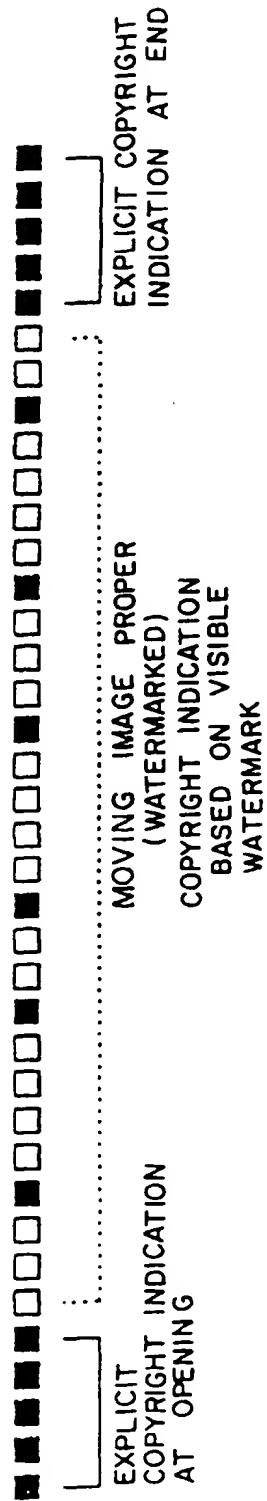 EXPLICIT
COPYRIGHT INDICATION
AT OPENING
MOVING IMAGE PROPER
(WATERMARKED)
COPYRIGHT INDICATION
BASED ON VISIBLE
WATERMARK
EXPLICIT COPYRIGHT
INDICATION AT END